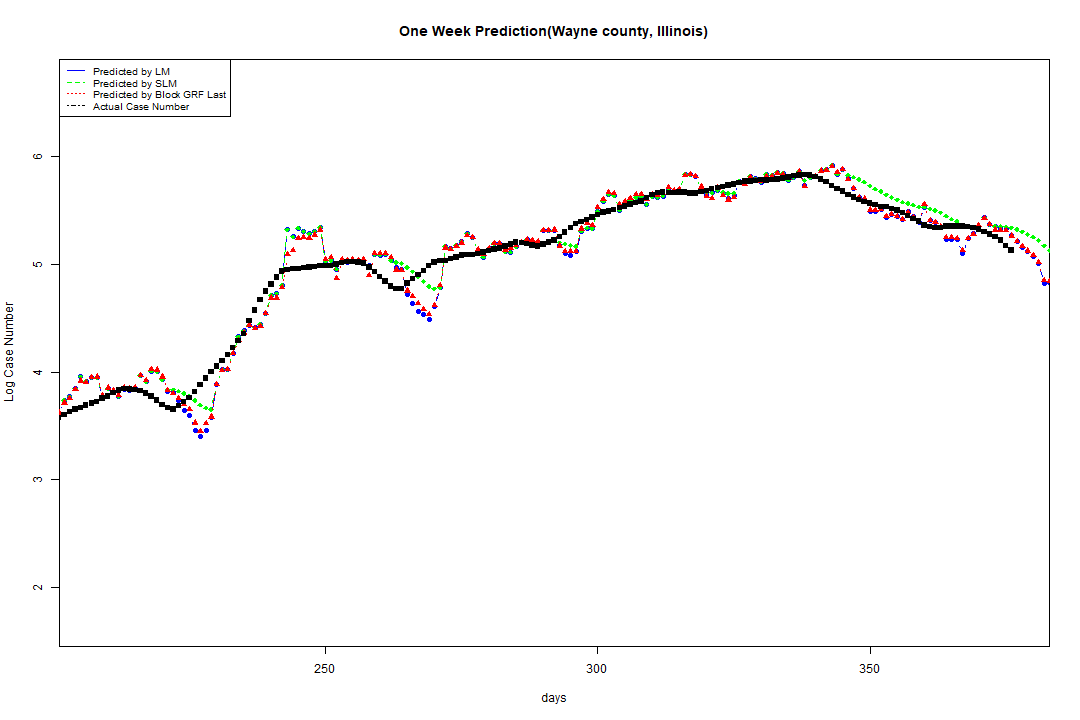 One Week Prediction(Wayne county, Illinois)
Predicted by LM
Predicted by SLM
Predicted by Block GRF Last
Actual Case Number
6
5
4
3
2
Log Case Number
250
300
350
days